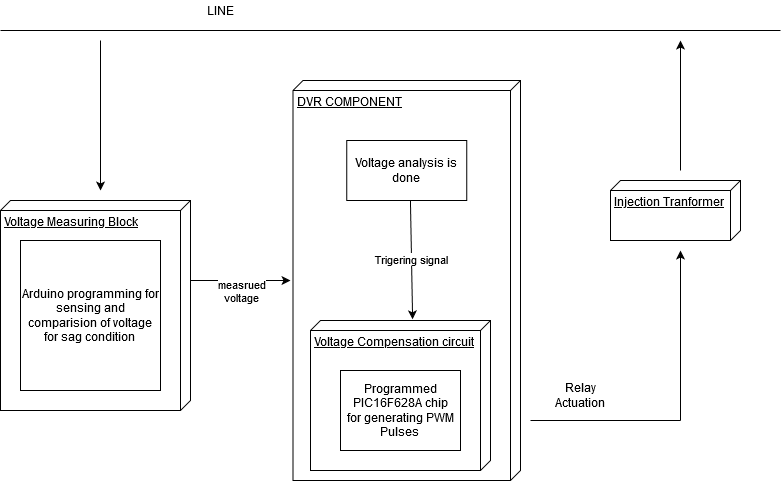 LINE
DVR COMPONENT
Voltage analysis is
done
Injection Tranformer
Voltage Measuring Block
Arduino programming for
sensing and
comparision of voltage
for sag condition
measrued
voltage
Trigering signal
Voltage Compensation circuit
Programmed
PIC16F628A chip
for generating PWM
Pulses
Relay
Actuation